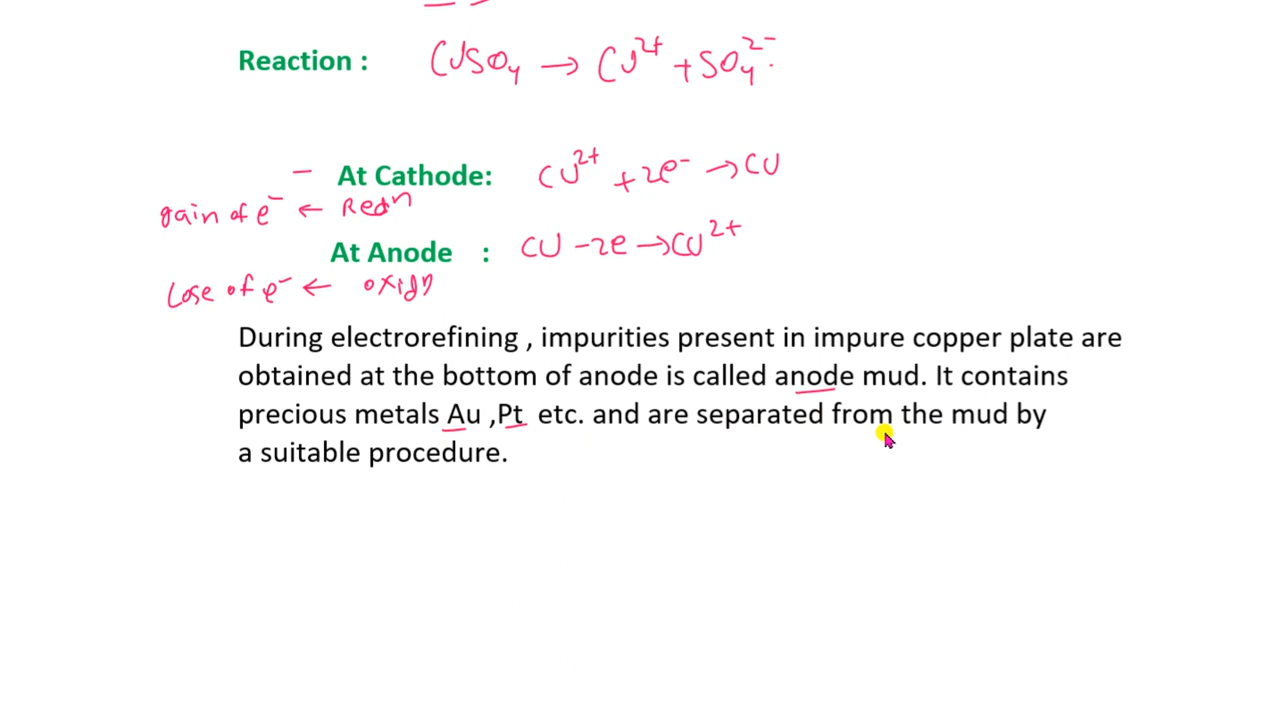 Reaction : CuSO₄ → Cu²⁺ + SO₄²⁻
– At Cathode: Cu²⁺ + 2e⁻ → Cu
gain of e⁻ ← Redn
At Anode : Cu – 2e → Cu²⁺
Lose of e⁻ ← oxidn
During electrorefining , impurities present in impure copper plate are
obtained at the bottom of anode is called anode mud. It contains
precious metals Au ,Pt etc. and are separated from the mud by
a suitable procedure.